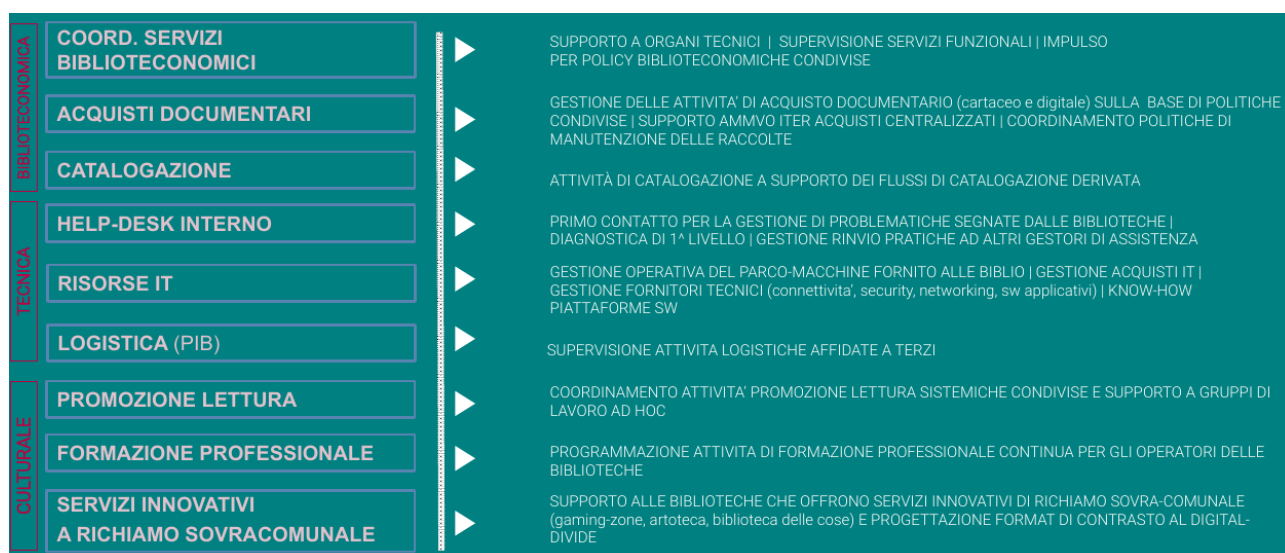 BIBLIOTECONOMICA
COORD. SERVIZI
BIBLIOTECONOMICI
SUPPORTO A ORGANI TECNICI | SUPERVISIONE SERVIZI FUNZIONALI | IMPULSO
PER POLICY BIBLIOTECONOMICHE CONDIVISE
ACQUISTI DOCUMENTARI
GESTIONE DELLE ATTIVITA' DI ACQUISTO DOCUMENTARIO (cartaceo e digitale) SULLA BASE DI POLITICHE
CONDIVISE | SUPPORTO AMMVO ITER ACQUISTI CENTRALIZZATI | COORDINAMENTO POLITICHE DI
MANUTENZIONE DELLE RACCOLTE
CATALOGAZIONE
ATTIVITÀ DI CATALOGAZIONE A SUPPORTO DEI FLUSSI DI CATALOGAZIONE DERIVATA
TECNICA
HELP-DESK INTERNO
PRIMO CONTATTO PER LA GESTIONE DI PROBLEMATICHE SEGNATE DALLE BIBLIOTECHE |
DIAGNOSTICA DI 1^ LIVELLO | GESTIONE RINVIO PRATICHE AD ALTRI GESTORI DI ASSISTENZA
RISORSE IT
GESTIONE OPERATIVA DEL PARCO-MACCHINE FORNITO ALLE BIBLIO | GESTIONE ACQUISTI IT |
GESTIONE FORNITORI TECNICI (connettivita', security, networking, sw applicativi) | KNOW-HOW
PIATTAFORME SW
LOGISTICA (PIB)
SUPERVISIONE ATTIVITA LOGISTICHE AFFIDATE A TERZI
CULTURALE
PROMOZIONE LETTURA
COORDINAMENTO ATTIVITA' PROMOZIONE LETTURA SISTEMICHE CONDIVISE E SUPPORTO A GRUPPI DI
LAVORO AD HOC
FORMAZIONE PROFESSIONALE
PROGRAMMAZIONE ATTIVITA DI FORMAZIONE PROFESSIONALE CONTINUA PER GLI OPERATORI DELLE
BIBLIOTECHE
SERVIZI INNOVATIVI
A RICHIAMO SOVRACOMUNALE
SUPPORTO ALLE BIBLIOTECHE CHE OFFRONO SERVIZI INNOVATIVI DI RICHIAMO SOVRA-COMUNALE
(gaming-zone, artoteca, biblioteca delle cose) E PROGETTAZIONE FORMAT DI CONTRASTO AL DIGITAL-
DIVIDE